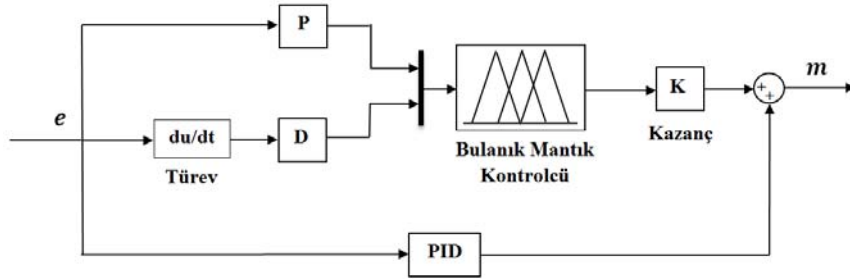 P
m
e
K
+
+
Kazanç
du/dt
D
Türev
Bulanık Mantık
Kontrolcü
PID